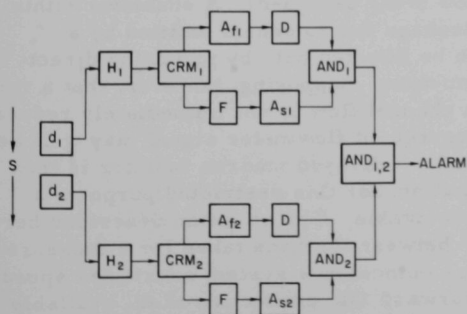 A_f1 D
H_1 CRM_1 AND_1
F A_s1
d_1
S AND_1,2 ALARM
d_2
A_f2 D
H_2 CRM_2 AND_2
F A_s2